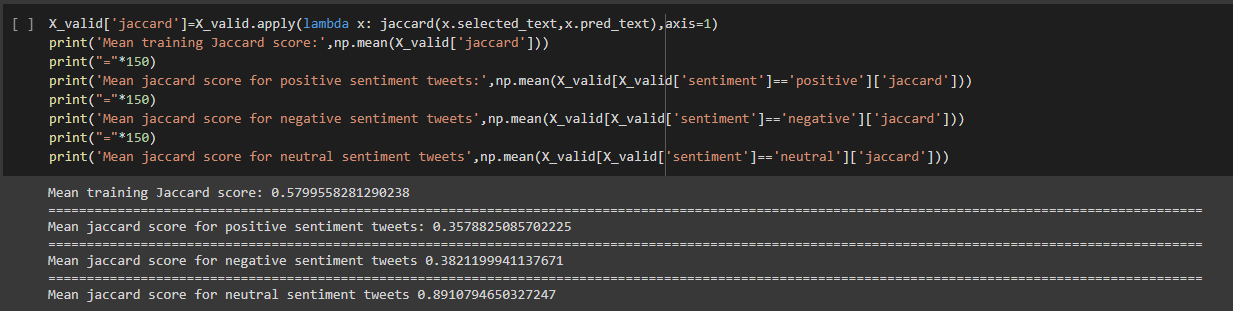 [ ] X_valid['jaccard']=X_valid.apply(lambda x: jaccard(x.selected_text,x.pred_text),axis=1)
print('Mean training Jaccard score:',np.mean(X_valid['jaccard']))
print("="*150)
print('Mean jaccard score for positive sentiment tweets:',np.mean(X_valid[X_valid['sentiment']=='positive']['jaccard']))
print("="*150)
print('Mean jaccard score for negative sentiment tweets',np.mean(X_valid[X_valid['sentiment']=='negative']['jaccard']))
print("="*150)
print('Mean jaccard score for neutral sentiment tweets',np.mean(X_valid[X_valid['sentiment']=='neutral']['jaccard']))
Mean training Jaccard score: 0.5799558281290238
======================================================================================================================================================
Mean jaccard score for positive sentiment tweets: 0.3578825085702225
======================================================================================================================================================
Mean jaccard score for negative sentiment tweets 0.3821199941137671
======================================================================================================================================================
Mean jaccard score for neutral sentiment tweets 0.8910794650327247